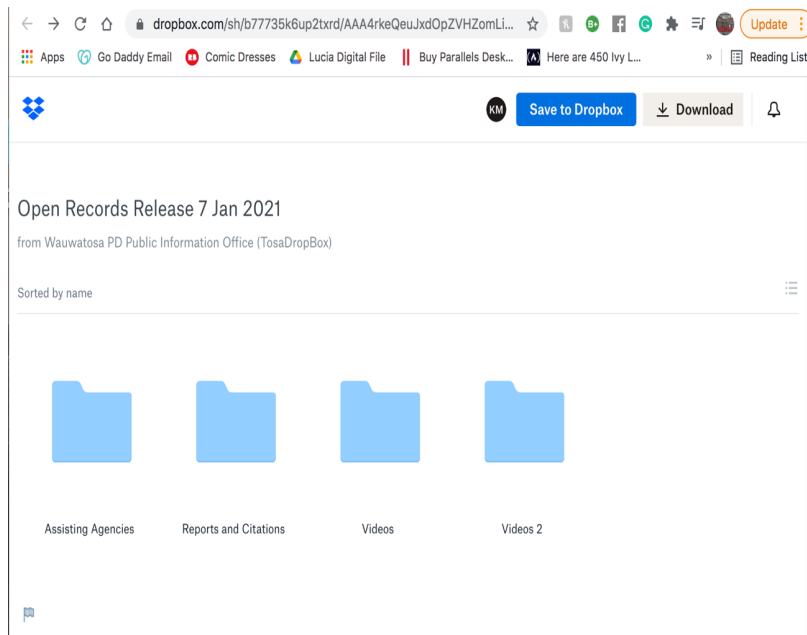 dropbox.com/sh/b77735k6up2txrd/AAA4rkeQeuJxdOpZVHZomLi... Update
Apps Go Daddy Email Comic Dresses Lucia Digital File Buy Parallels Desk... Here are 450 Ivy L... » Reading List
KM Save to Dropbox Download
Open Records Release 7 Jan 2021
from Wauwatosa PD Public Information Office (TosaDropBox)
Sorted by name
Assisting Agencies Reports and Citations Videos Videos 2